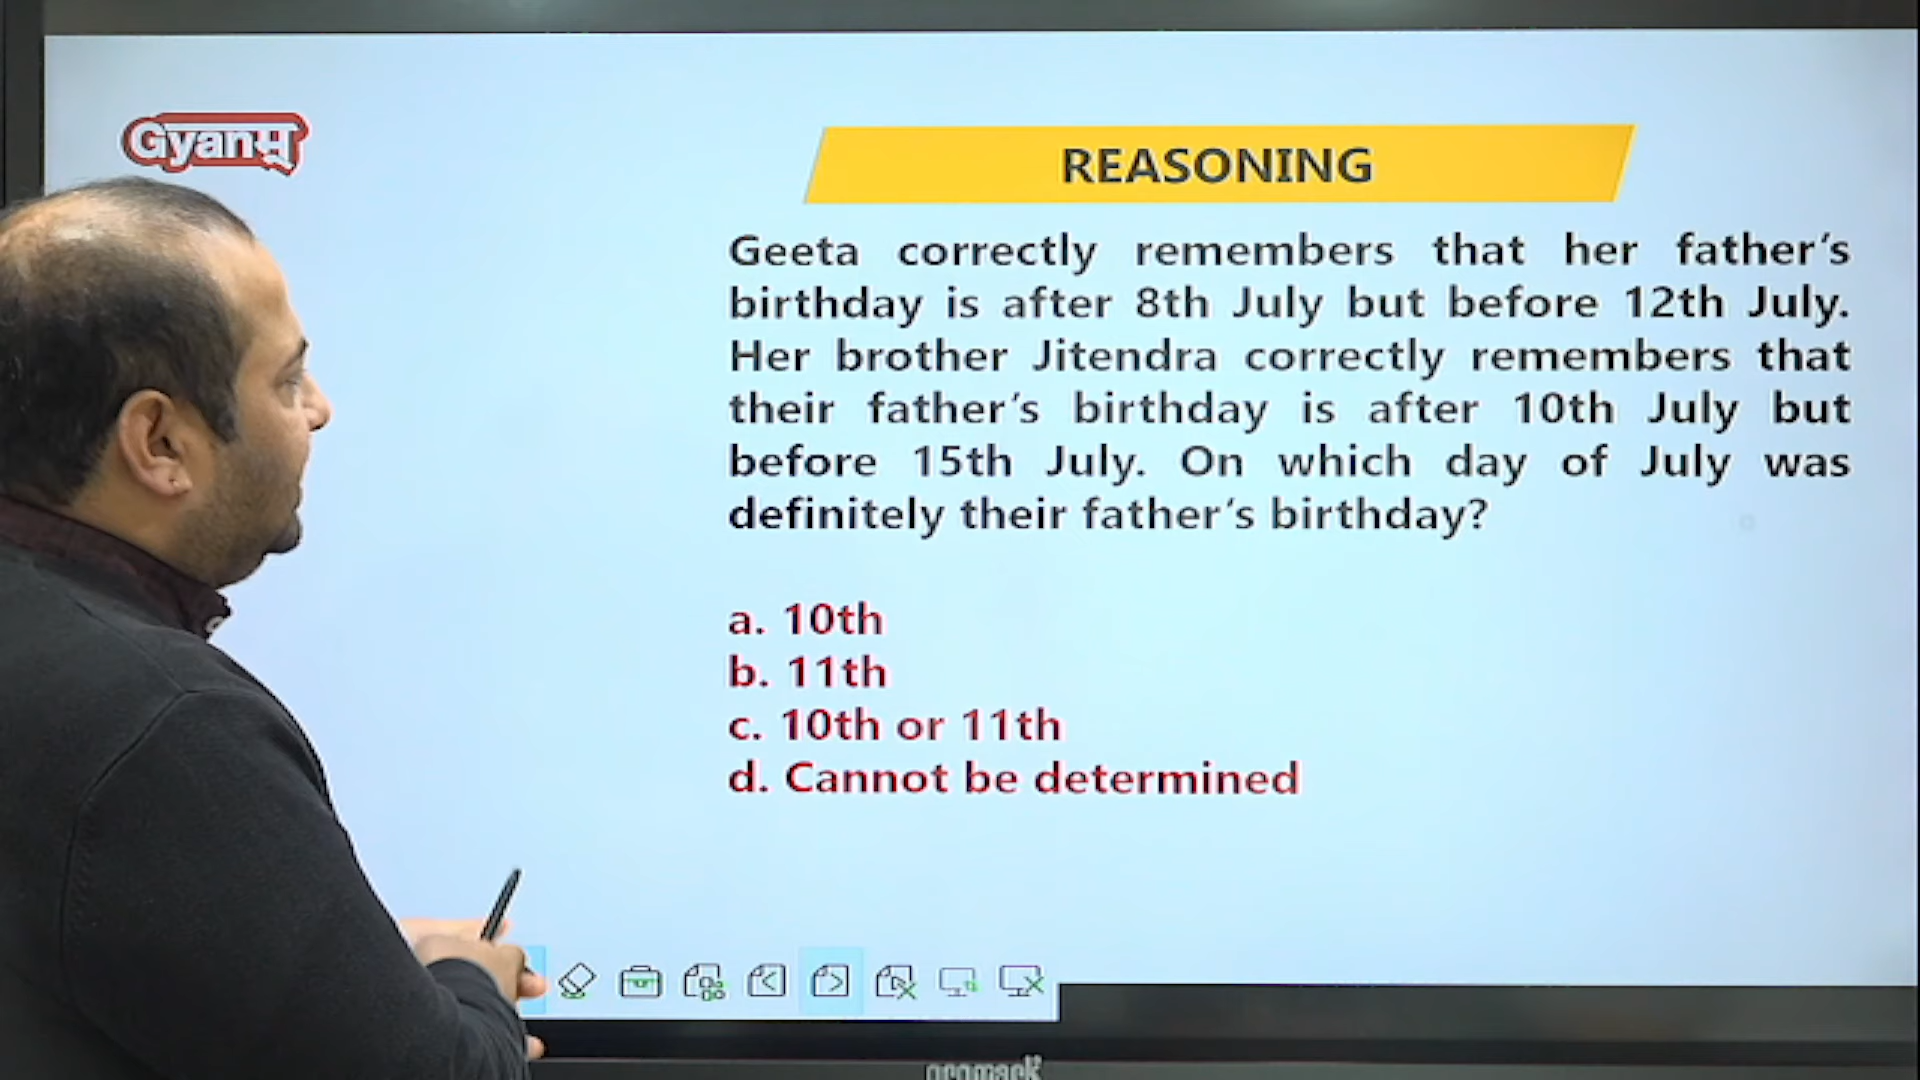 Gyanम्
REASONING
Geeta correctly remembers that her father's
birthday is after 8th July but before 12th July.
Her brother Jitendra correctly remembers that
their father's birthday is after 10th July but
before 15th July. On which day of July was
definitely their father's birthday?
a. 10th
b. 11th
c. 10th or 11th
d. Cannot be determined